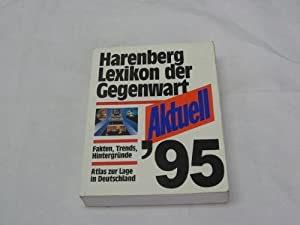 Harenberg
Lexikon der
Gegenwart
Aktuell
'95
Fakten, Trends,
Hintergründe
Atlas zur Lage
in Deutschland